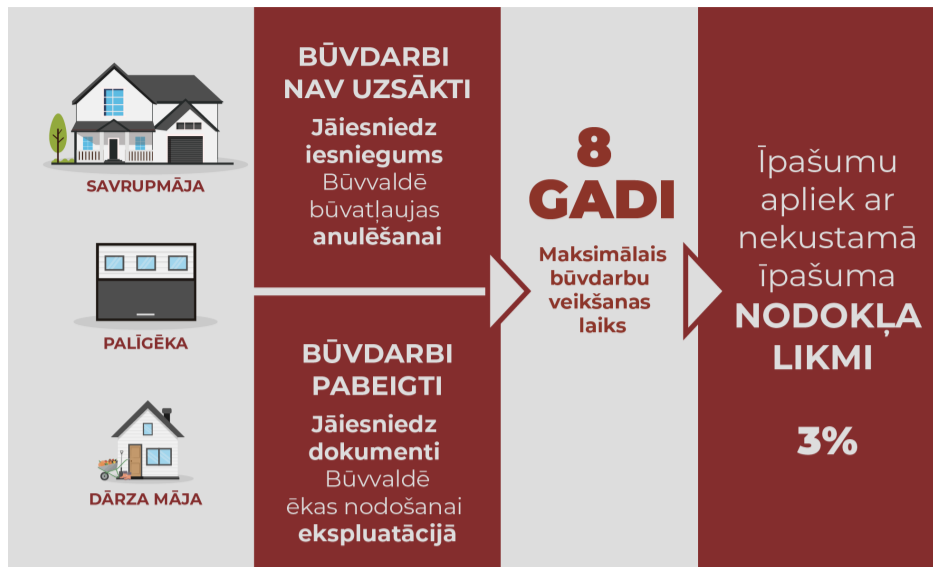 SAVRUPMĀJA
PALĪGĒKA
DĀRZA MĀJA
BŪVDARBI
NAV UZSĀKTI
Jāiesniedz
iesniegums
Būvvaldē
būvatļaujas
anulēšanai
BŪVDARBI
PABEIGTI
Jāiesniedz
dokumenti
Būvvaldē
ēkas nodošanai
ekspluatācijā
8
GADI
Maksimālais
būvdarbu
veikšanas
laiks
Īpašumu
apliek ar
nekustamā
īpašuma
NODOKĻA
LIKMI
3%